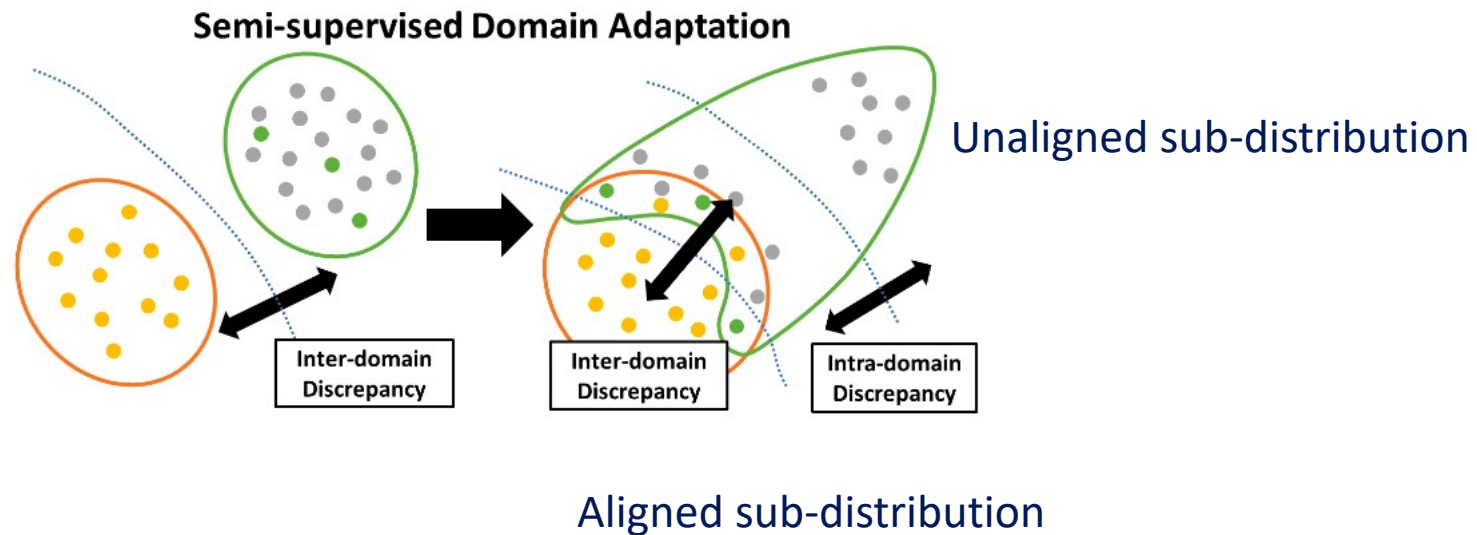 Semi-supervised Domain Adaptation
Unaligned sub-distribution
Inter-domain
Discrepancy
Inter-domain
Discrepancy
Intra-domain
Discrepancy
Aligned sub-distribution